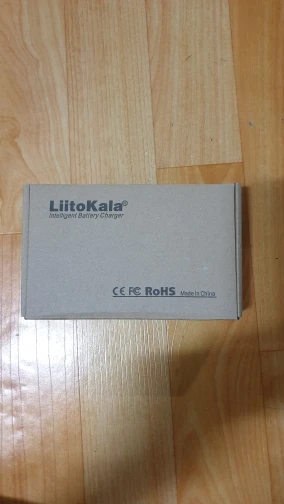 LiitoKala®
Intelligent Battery Charger
CE FC RoHS Made In China